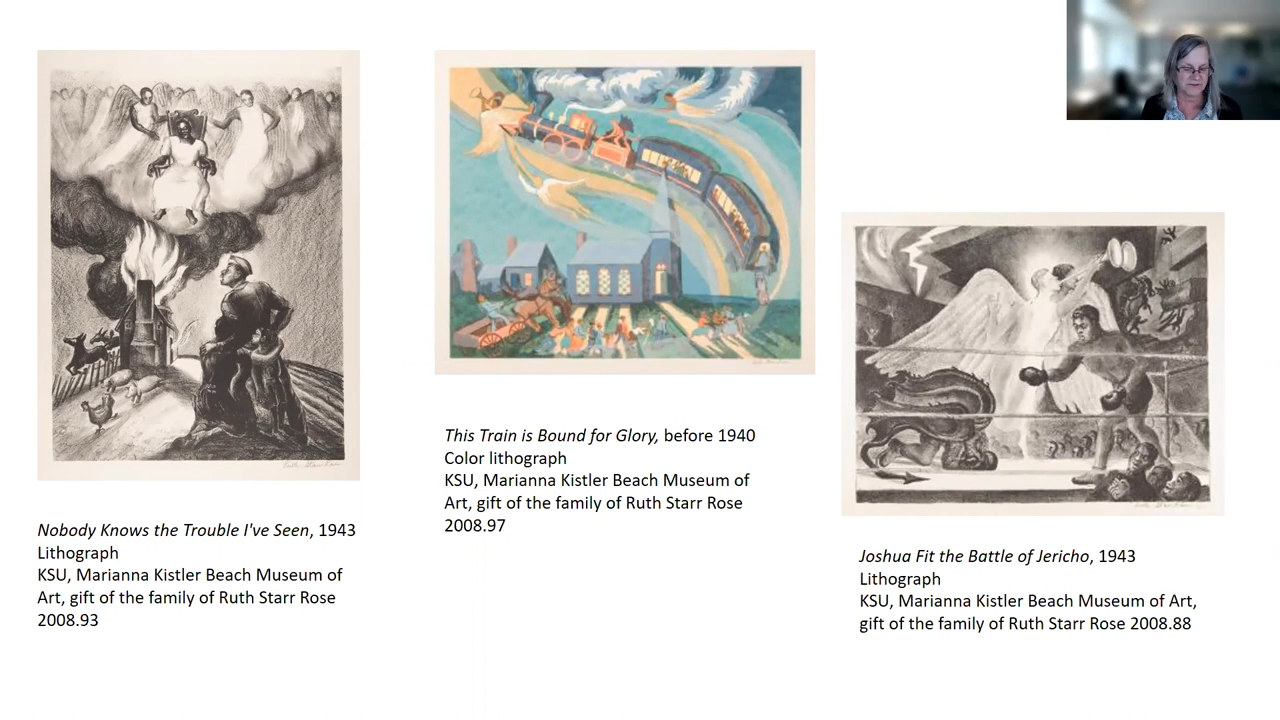 Nobody Knows the Trouble I've Seen, 1943
Lithograph
KSU, Marianna Kistler Beach Museum of
Art, gift of the family of Ruth Starr Rose
2008.93
This Train is Bound for Glory, before 1940
Color lithograph
KSU, Marianna Kistler Beach Museum of
Art, gift of the family of Ruth Starr Rose
2008.97
Joshua Fit the Battle of Jericho, 1943
Lithograph
KSU, Marianna Kistler Beach Museum of Art,
gift of the family of Ruth Starr Rose 2008.88